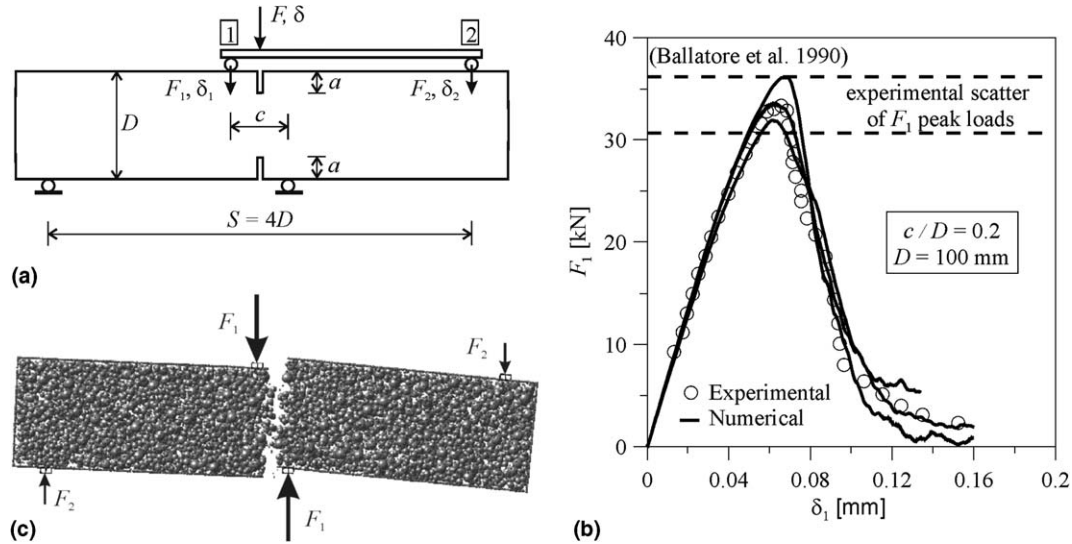 F, δ
1
2
F₁, δ₁
F₂, δ₂
a
D
c
a
S = 4D
(a)
F₁
F₂
F₂
F₁
(c)
(Ballatore et al. 1990)
experimental scatter
of F₁ peak loads
c / D = 0.2
D = 100 mm
Experimental
Numerical
F₁ [kN]
40
30
20
10
0
0
0.04
0.08
0.12
0.16
0.2
δ₁ [mm]
(b)